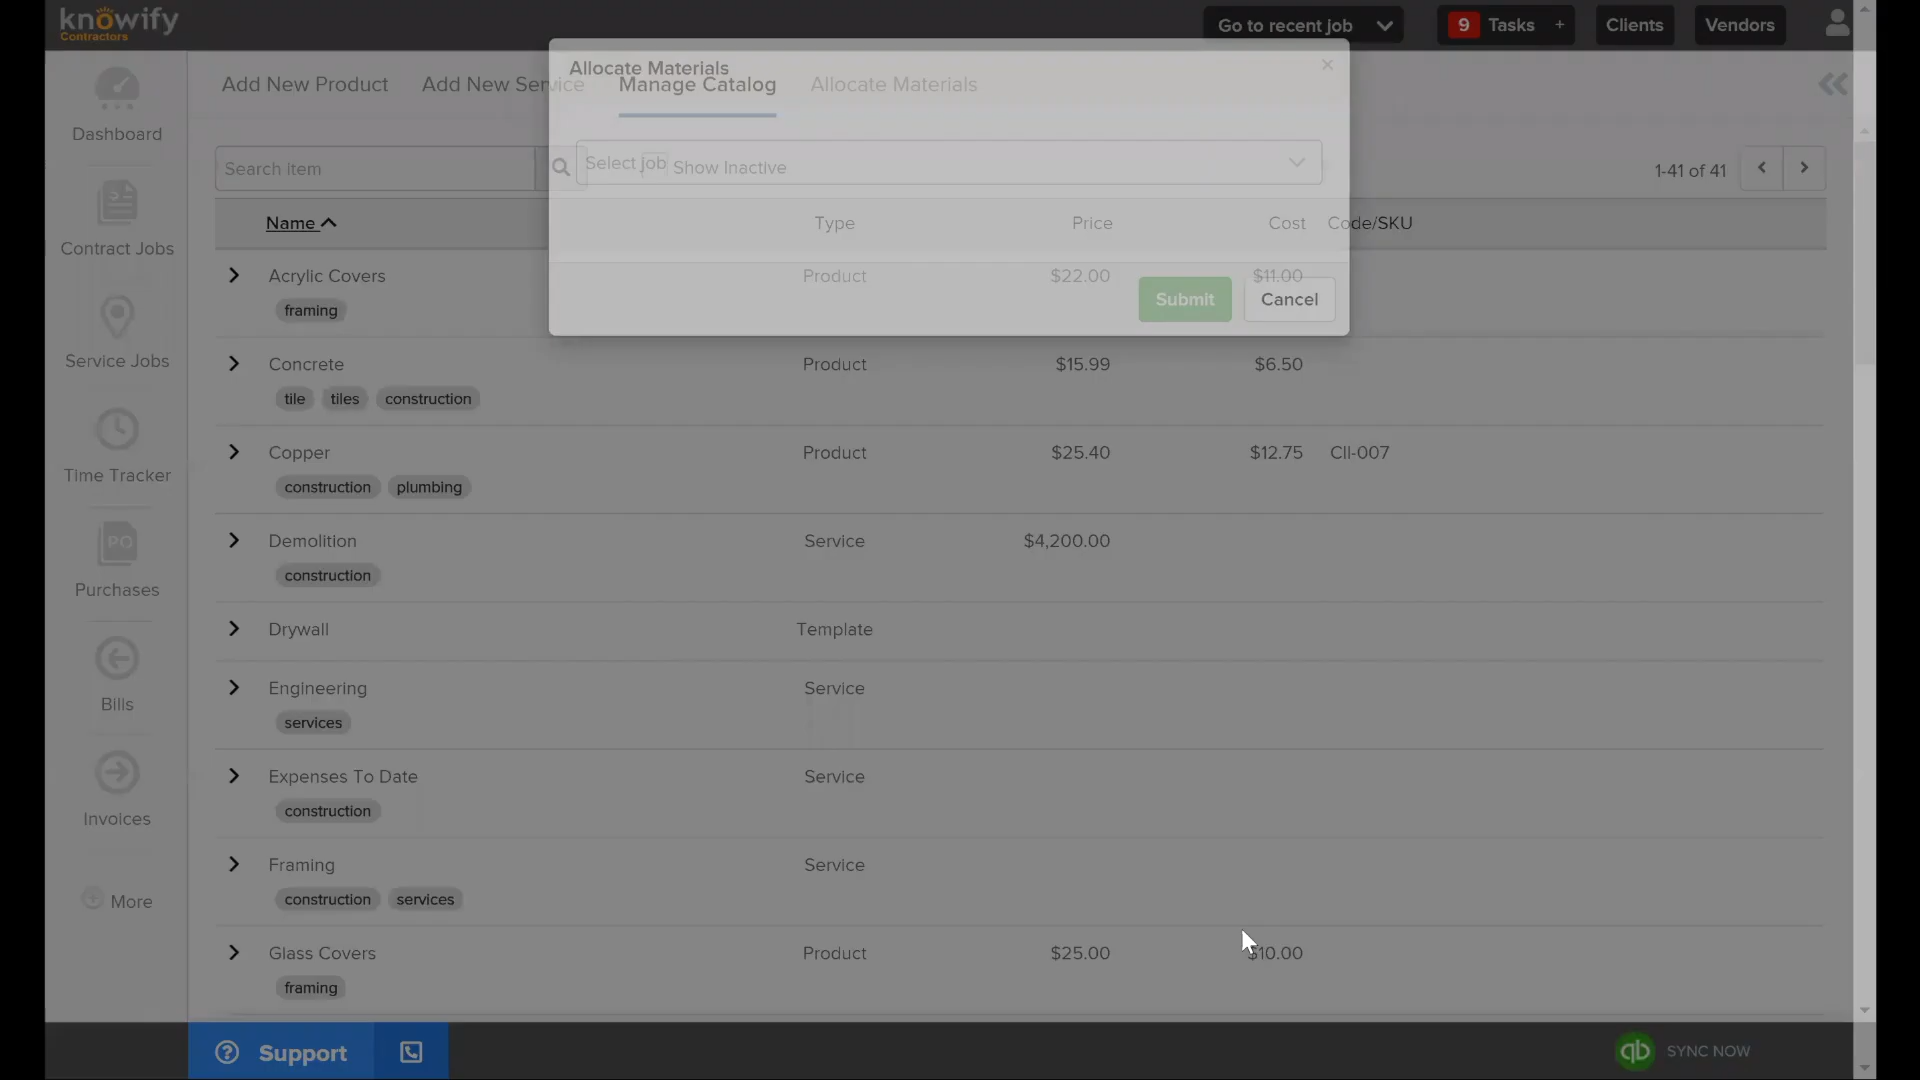 knowify
Contractors
Go to recent job
9 Tasks +
Clients
Vendors
Allocate Materials
×
Add New Product
Add New Service
Manage Catalog
Allocate Materials
Search item
Select job
Show Inactive
1-41 of 41
Name Type Price Cost Code/SKU
Acrylic Covers Product $22.00 $11.00
framing
Submit Cancel
Concrete Product $15.99 $6.50
tile tiles construction
Copper Product $25.40 $12.75 CII-007
construction plumbing
Demolition Service $4,200.00
construction
Drywall Template
Engineering Service
services
Expenses To Date Service
construction
Framing Service
construction services
Glass Covers Product $25.00 $10.00
framing
Dashboard
Contract Jobs
Service Jobs
Time Tracker
PO
Purchases
Bills
Invoices
More
Support
qb SYNC NOW